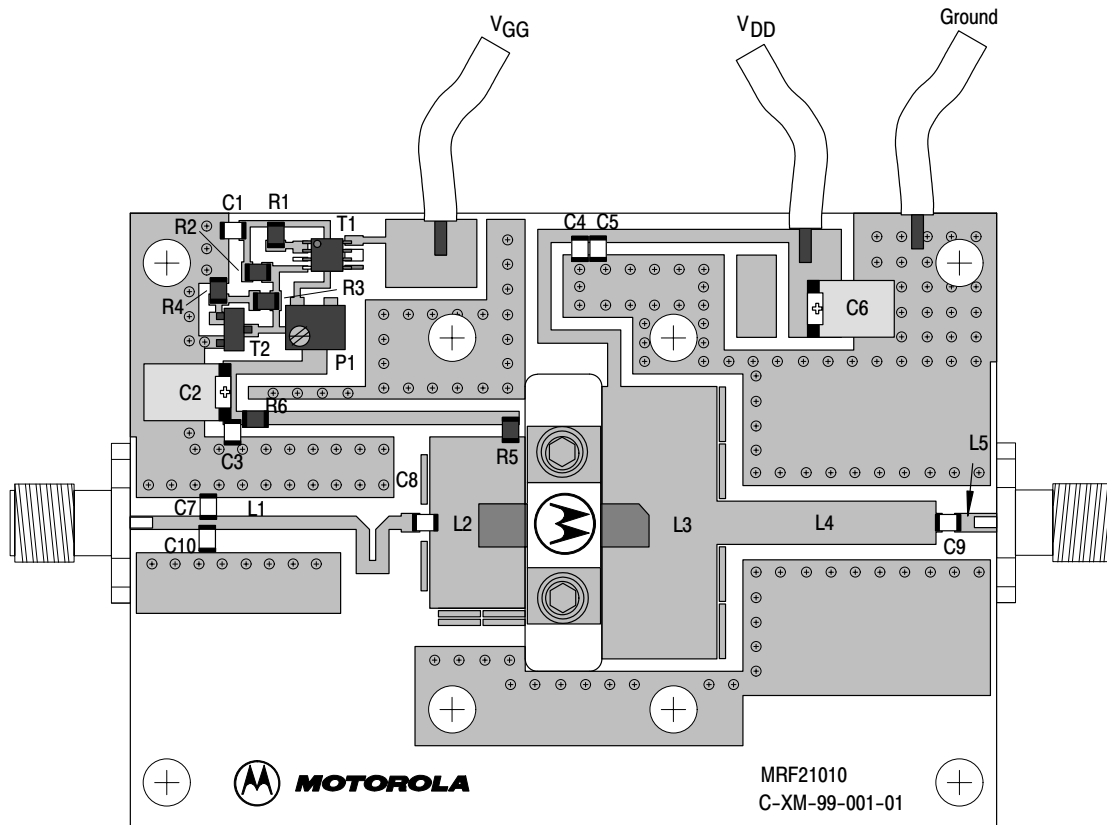 VGG
VDD
Ground
C1
R1
T1
C4 C5
R2
R4
R3
C6
T2
P1
C2
R6
C3
R5
C8
L5
C7
L1
L2
L3
L4
C10
C9
MOTOROLA
MRF21010
C-XM-99-001-01